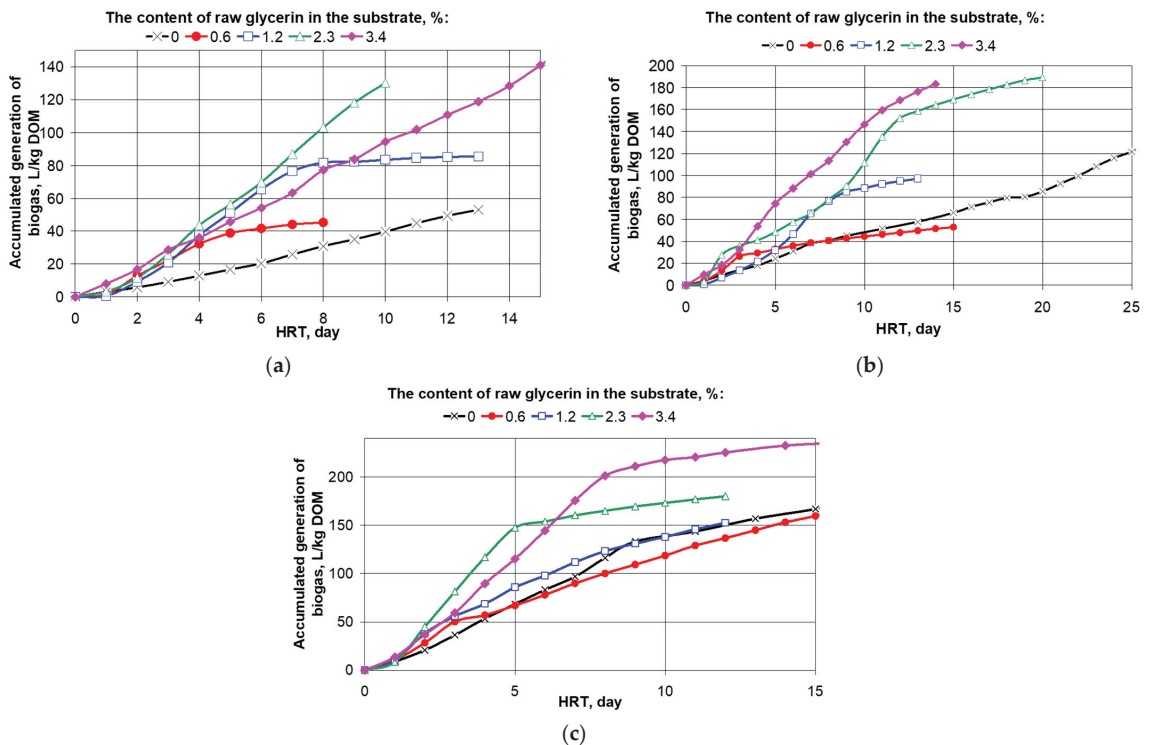 The content of raw glycerin in the substrate, %:
0 0.6 1.2 2.3 3.4
Accumulated generation of
biogas, L/kg DOM
140
120
100
80
60
40
20
0
0 2 4 6 8 10 12 14
HRT, day
(a)
The content of raw glycerin in the substrate, %:
0 0.6 1.2 2.3 3.4
Accumulated generation of
biogas, L/kg DOM
200
180
160
140
120
100
80
60
40
20
0
0 5 10 15 20 25
HRT, day
(b)
The content of raw glycerin in the substrate, %:
0 0.6 1.2 2.3 3.4
Accumulated generation of
biogas, L/kg DOM
200
150
100
50
0
0 5 10 15
HRT, day
(c)